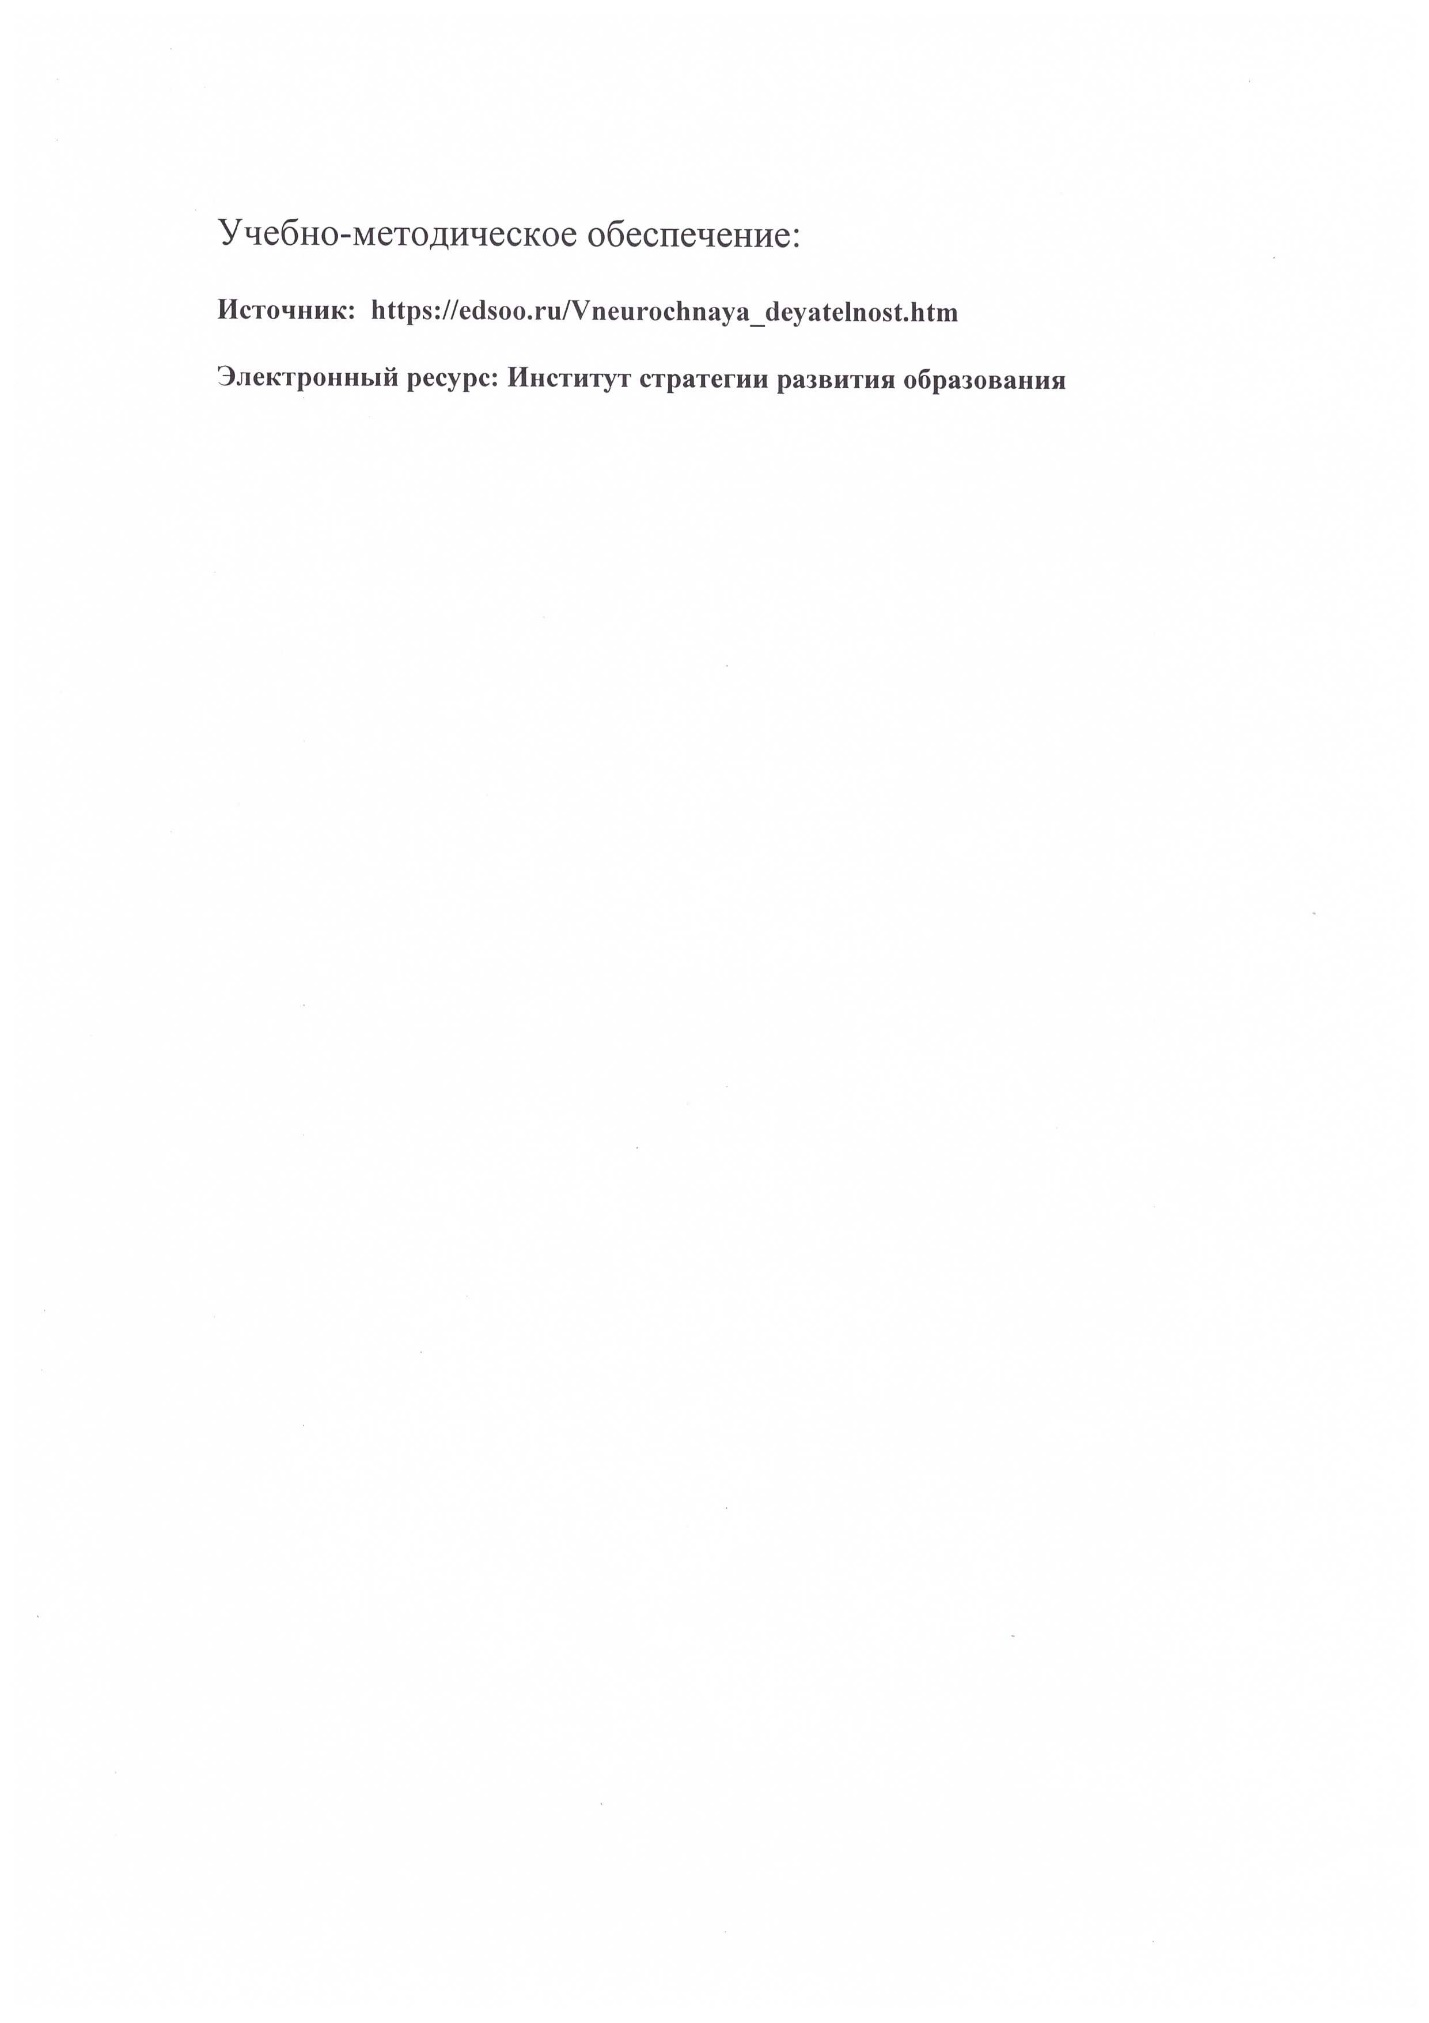 Учебно-методическое обеспечение:
Источник:  https://edsoo.ru/Vneurochnaya_deyatelnost.htm
Электронный ресурс: Институт стратегии развития образования